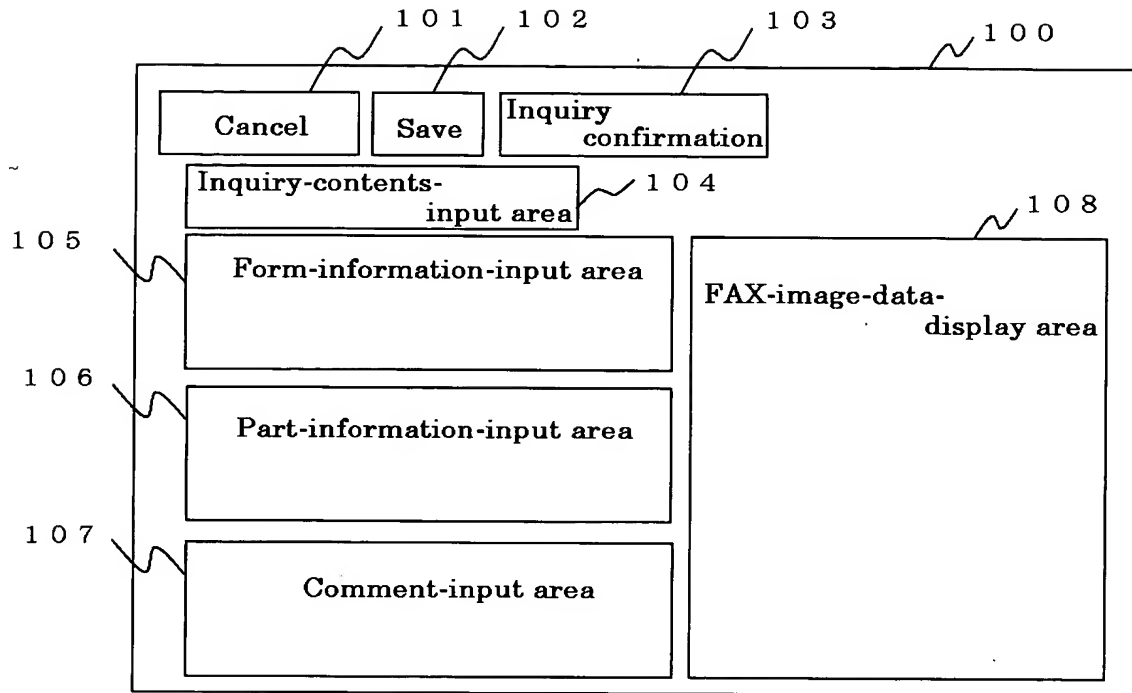 １０１ １０２ １０３ １００
Cancel Save Inquiry
confirmation
Inquiry-contents-
input area
１０４
１０８
１０５
Form-information-input area
FAX-image-data-
display area
１０６
Part-information-input area
１０７
Comment-input area